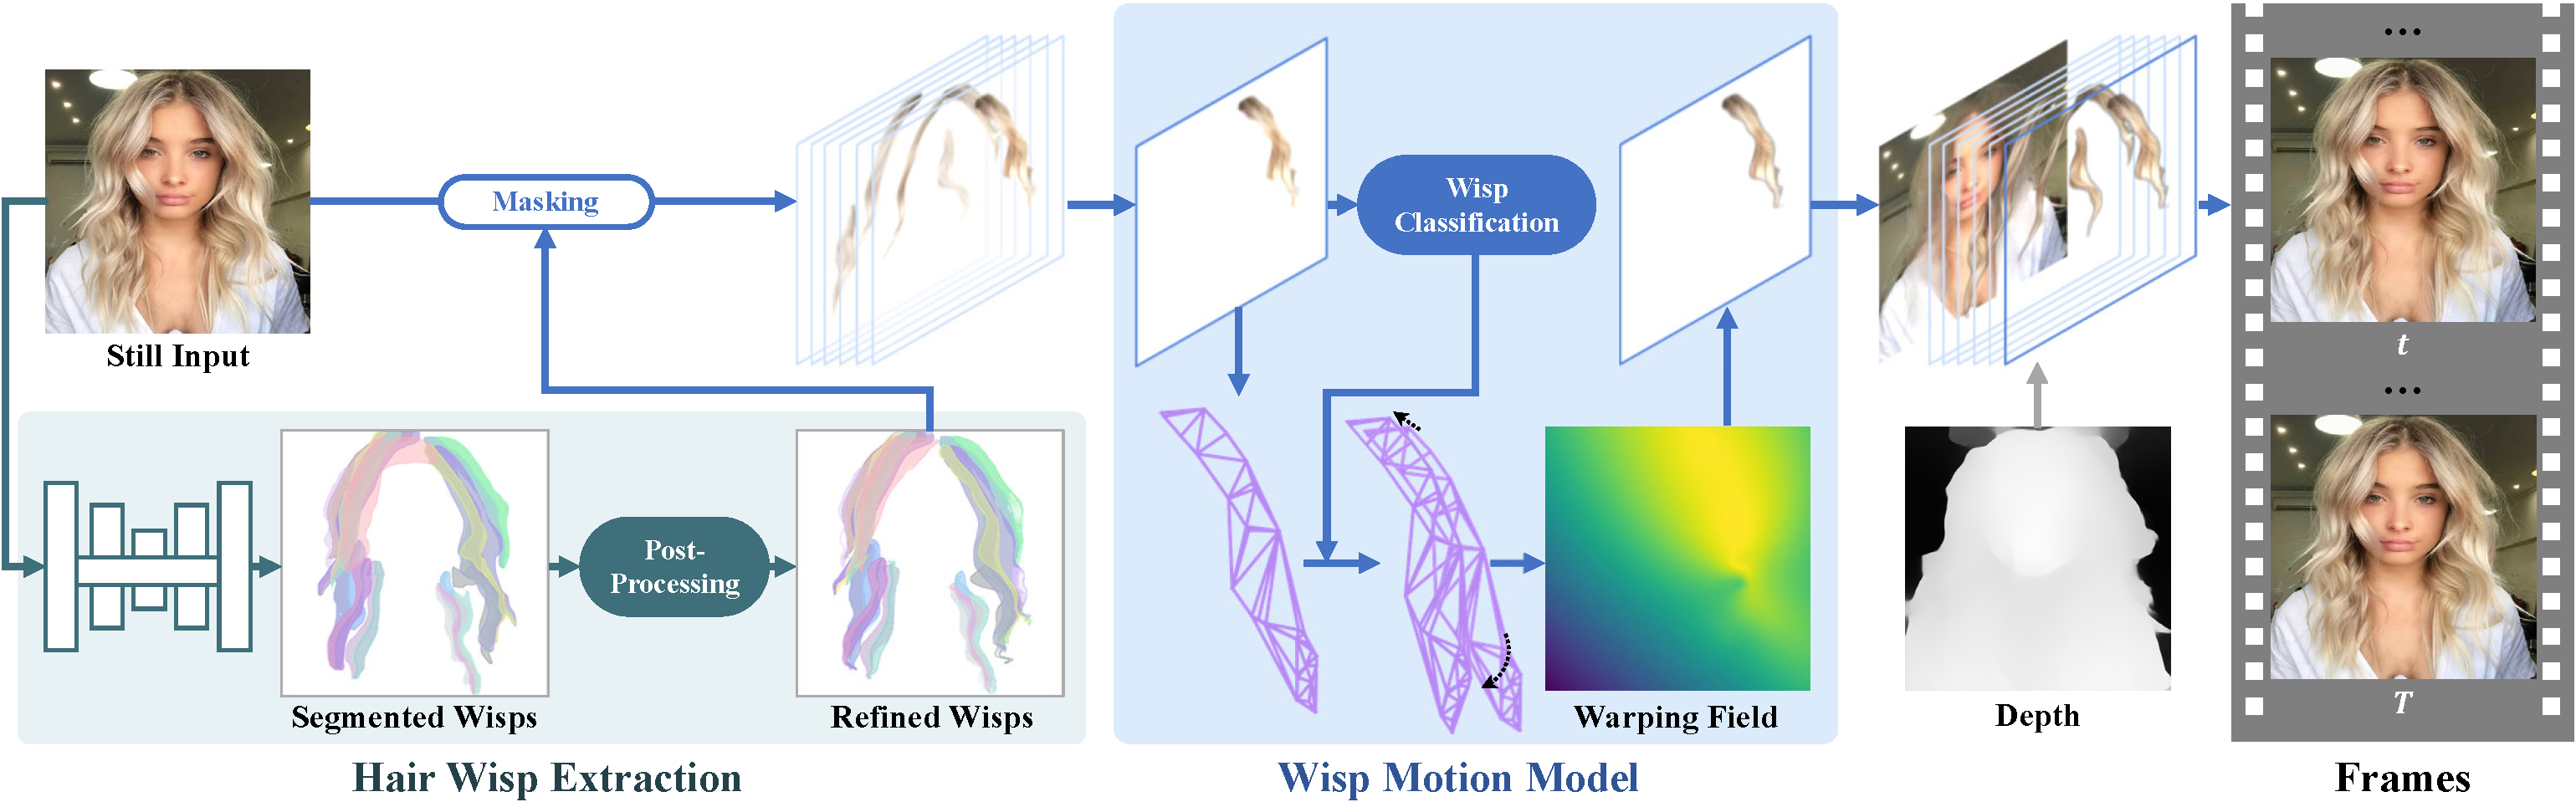 Still Input
Masking
Wisp
Classification
...
t
...
T
Segmented Wisps
Post-
Processing
Refined Wisps
Warping Field
Depth
Hair Wisp Extraction
Wisp Motion Model
Frames